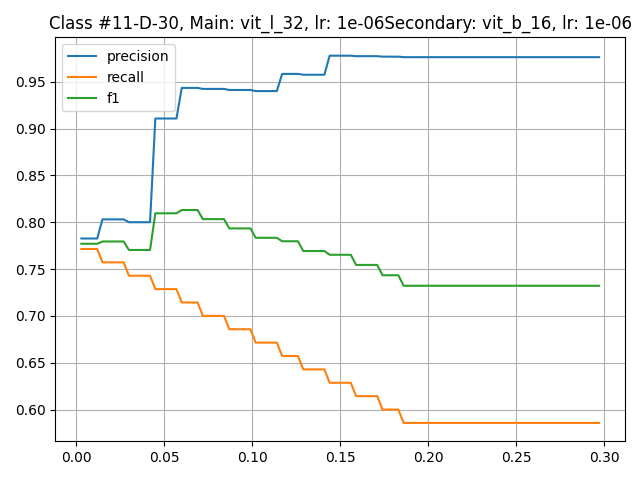 Class #11-D-30, Main: vit_l_32, lr: 1e-06Secondary: vit_b_16, lr: 1e-06
precision
recall
f1
0.95
0.90
0.85
0.80
0.75
0.70
0.65
0.60
0.00 0.05 0.10 0.15 0.20 0.25 0.30